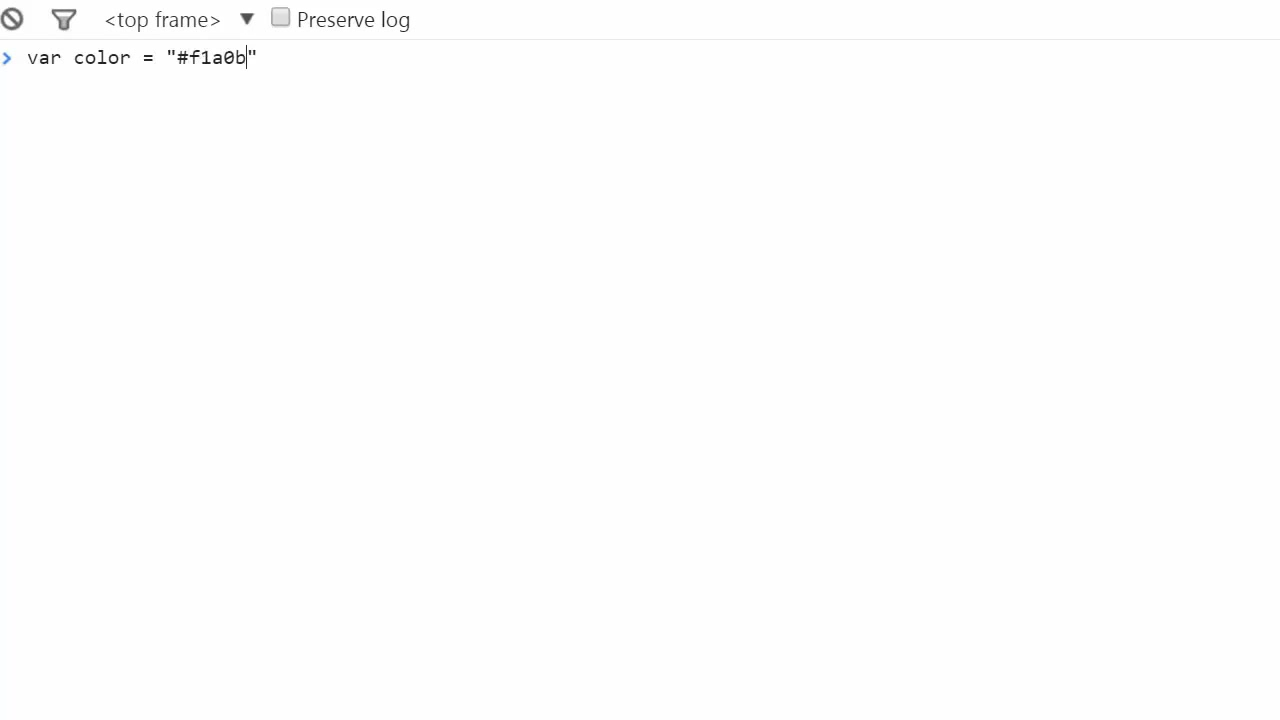 <top frame> ▼ Preserve log
> var color = "#f1a0b"